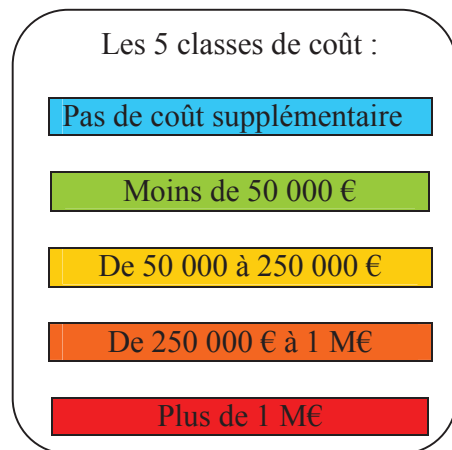 Les 5 classes de coût :
Pas de coût supplémentaire
Moins de 50 000 €
De 50 000 à 250 000 €
De 250 000 € à 1 M€
Plus de 1 M€